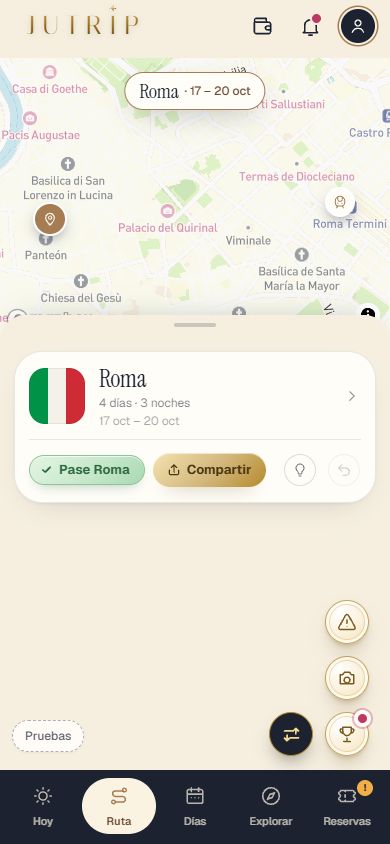 JUTRIP
Casa di Goethe
Roma · 17 – 20 oct
rti Sallustiani
Pacis Augustae
Castro P
Basilica di San
Lorenzo in Lucina
Termas de Diocleciano
Palacio del Quirinal
Roma Termini
Viminale
Panteón
Basílica de Santa
María la Mayor
Chiesa del Gesù
Roma
4 días · 3 noches
17 oct – 20 oct
Pase Roma
Compartir
Pruebas
!
Hoy
Ruta
Días
Explorar
Reservas